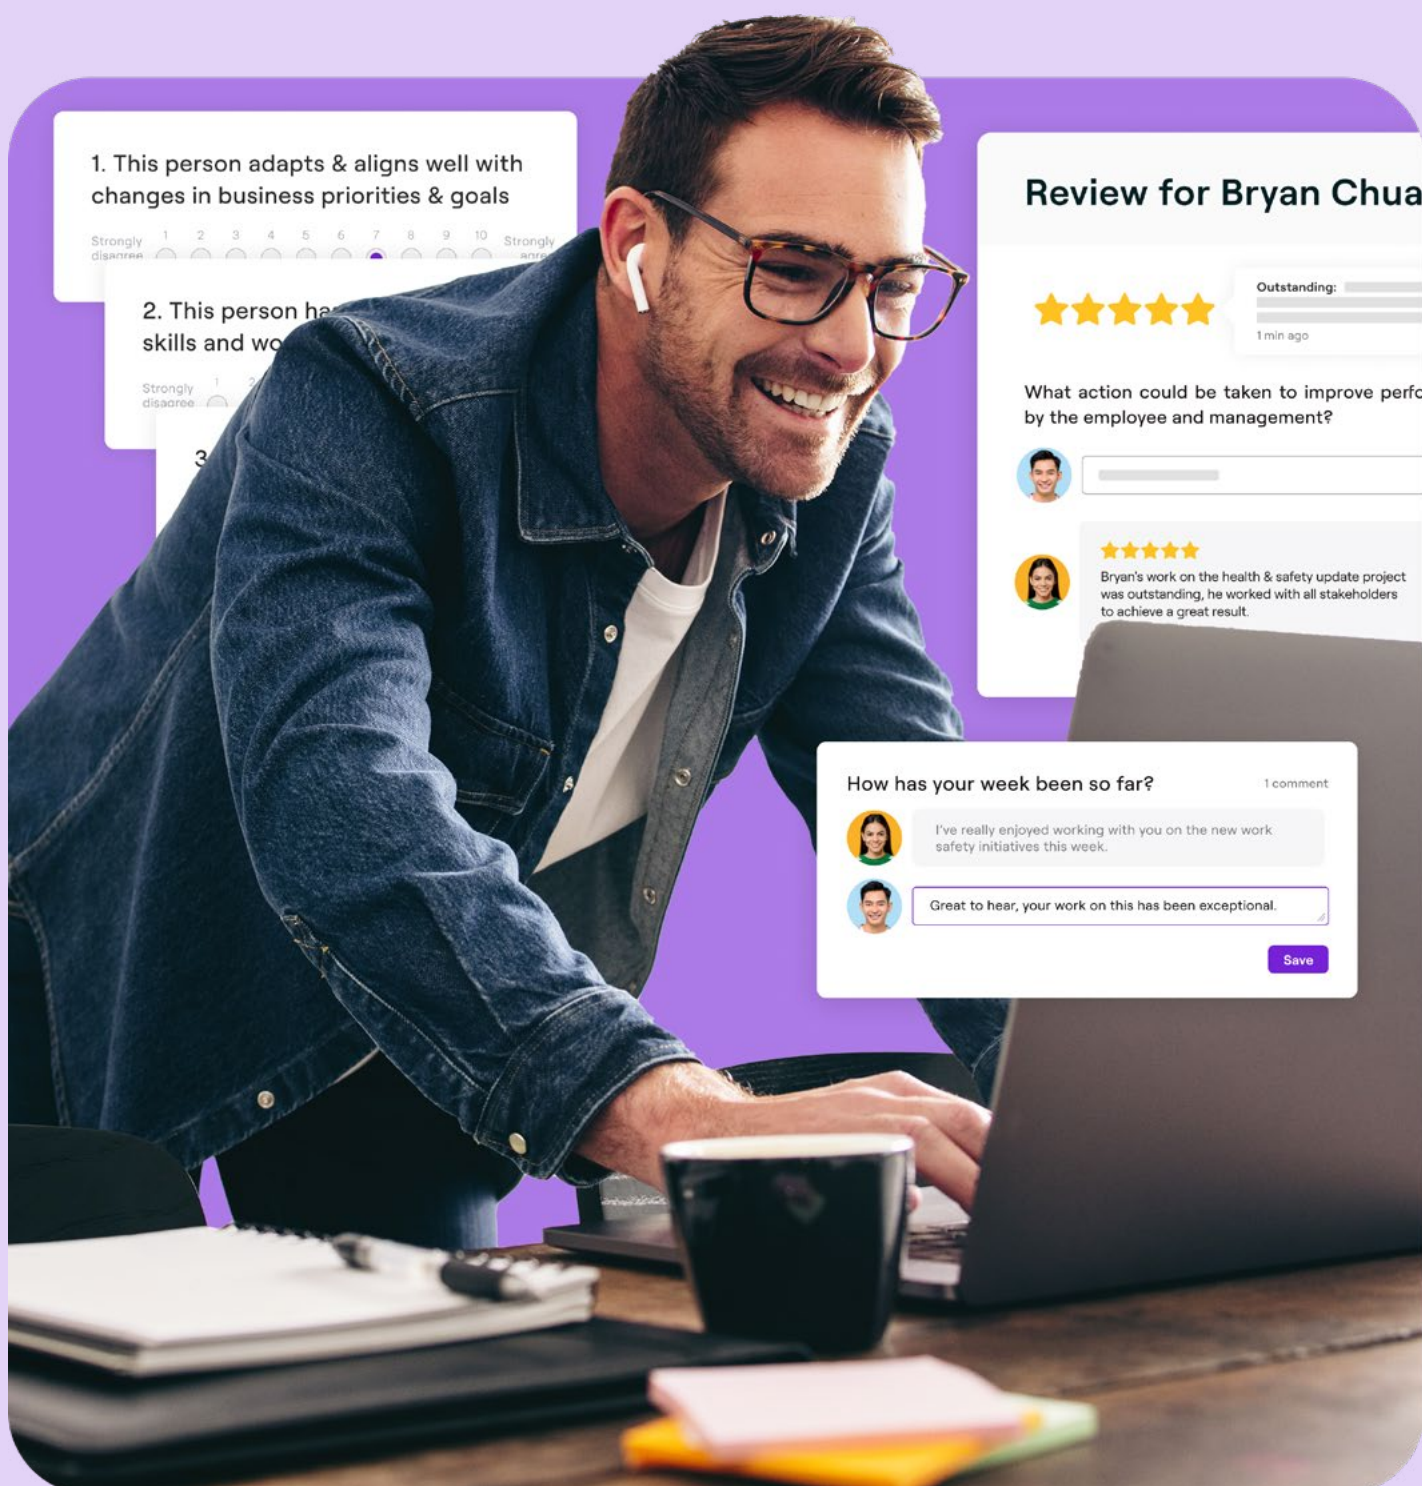 1. This person adapts & aligns well with
changes in business priorities & goals
Strongly 1 2 3 4 5 6 7 8 9 10 Strongly
disagree
2. This person
skills and
Strongly 1
disagree
3
Review for Bryan Chua
Outstanding:
1 min ago
What action could be taken to improve
by the employee and management?
Bryan's work on the health & safety update project
was outstanding, he worked with all stakeholders
to achieve a great result.
How has your week been so far? 1 comment
I've really enjoyed working with you on the new work
safety initiatives this week.
Great to hear, your work on this has been exceptional.
Save